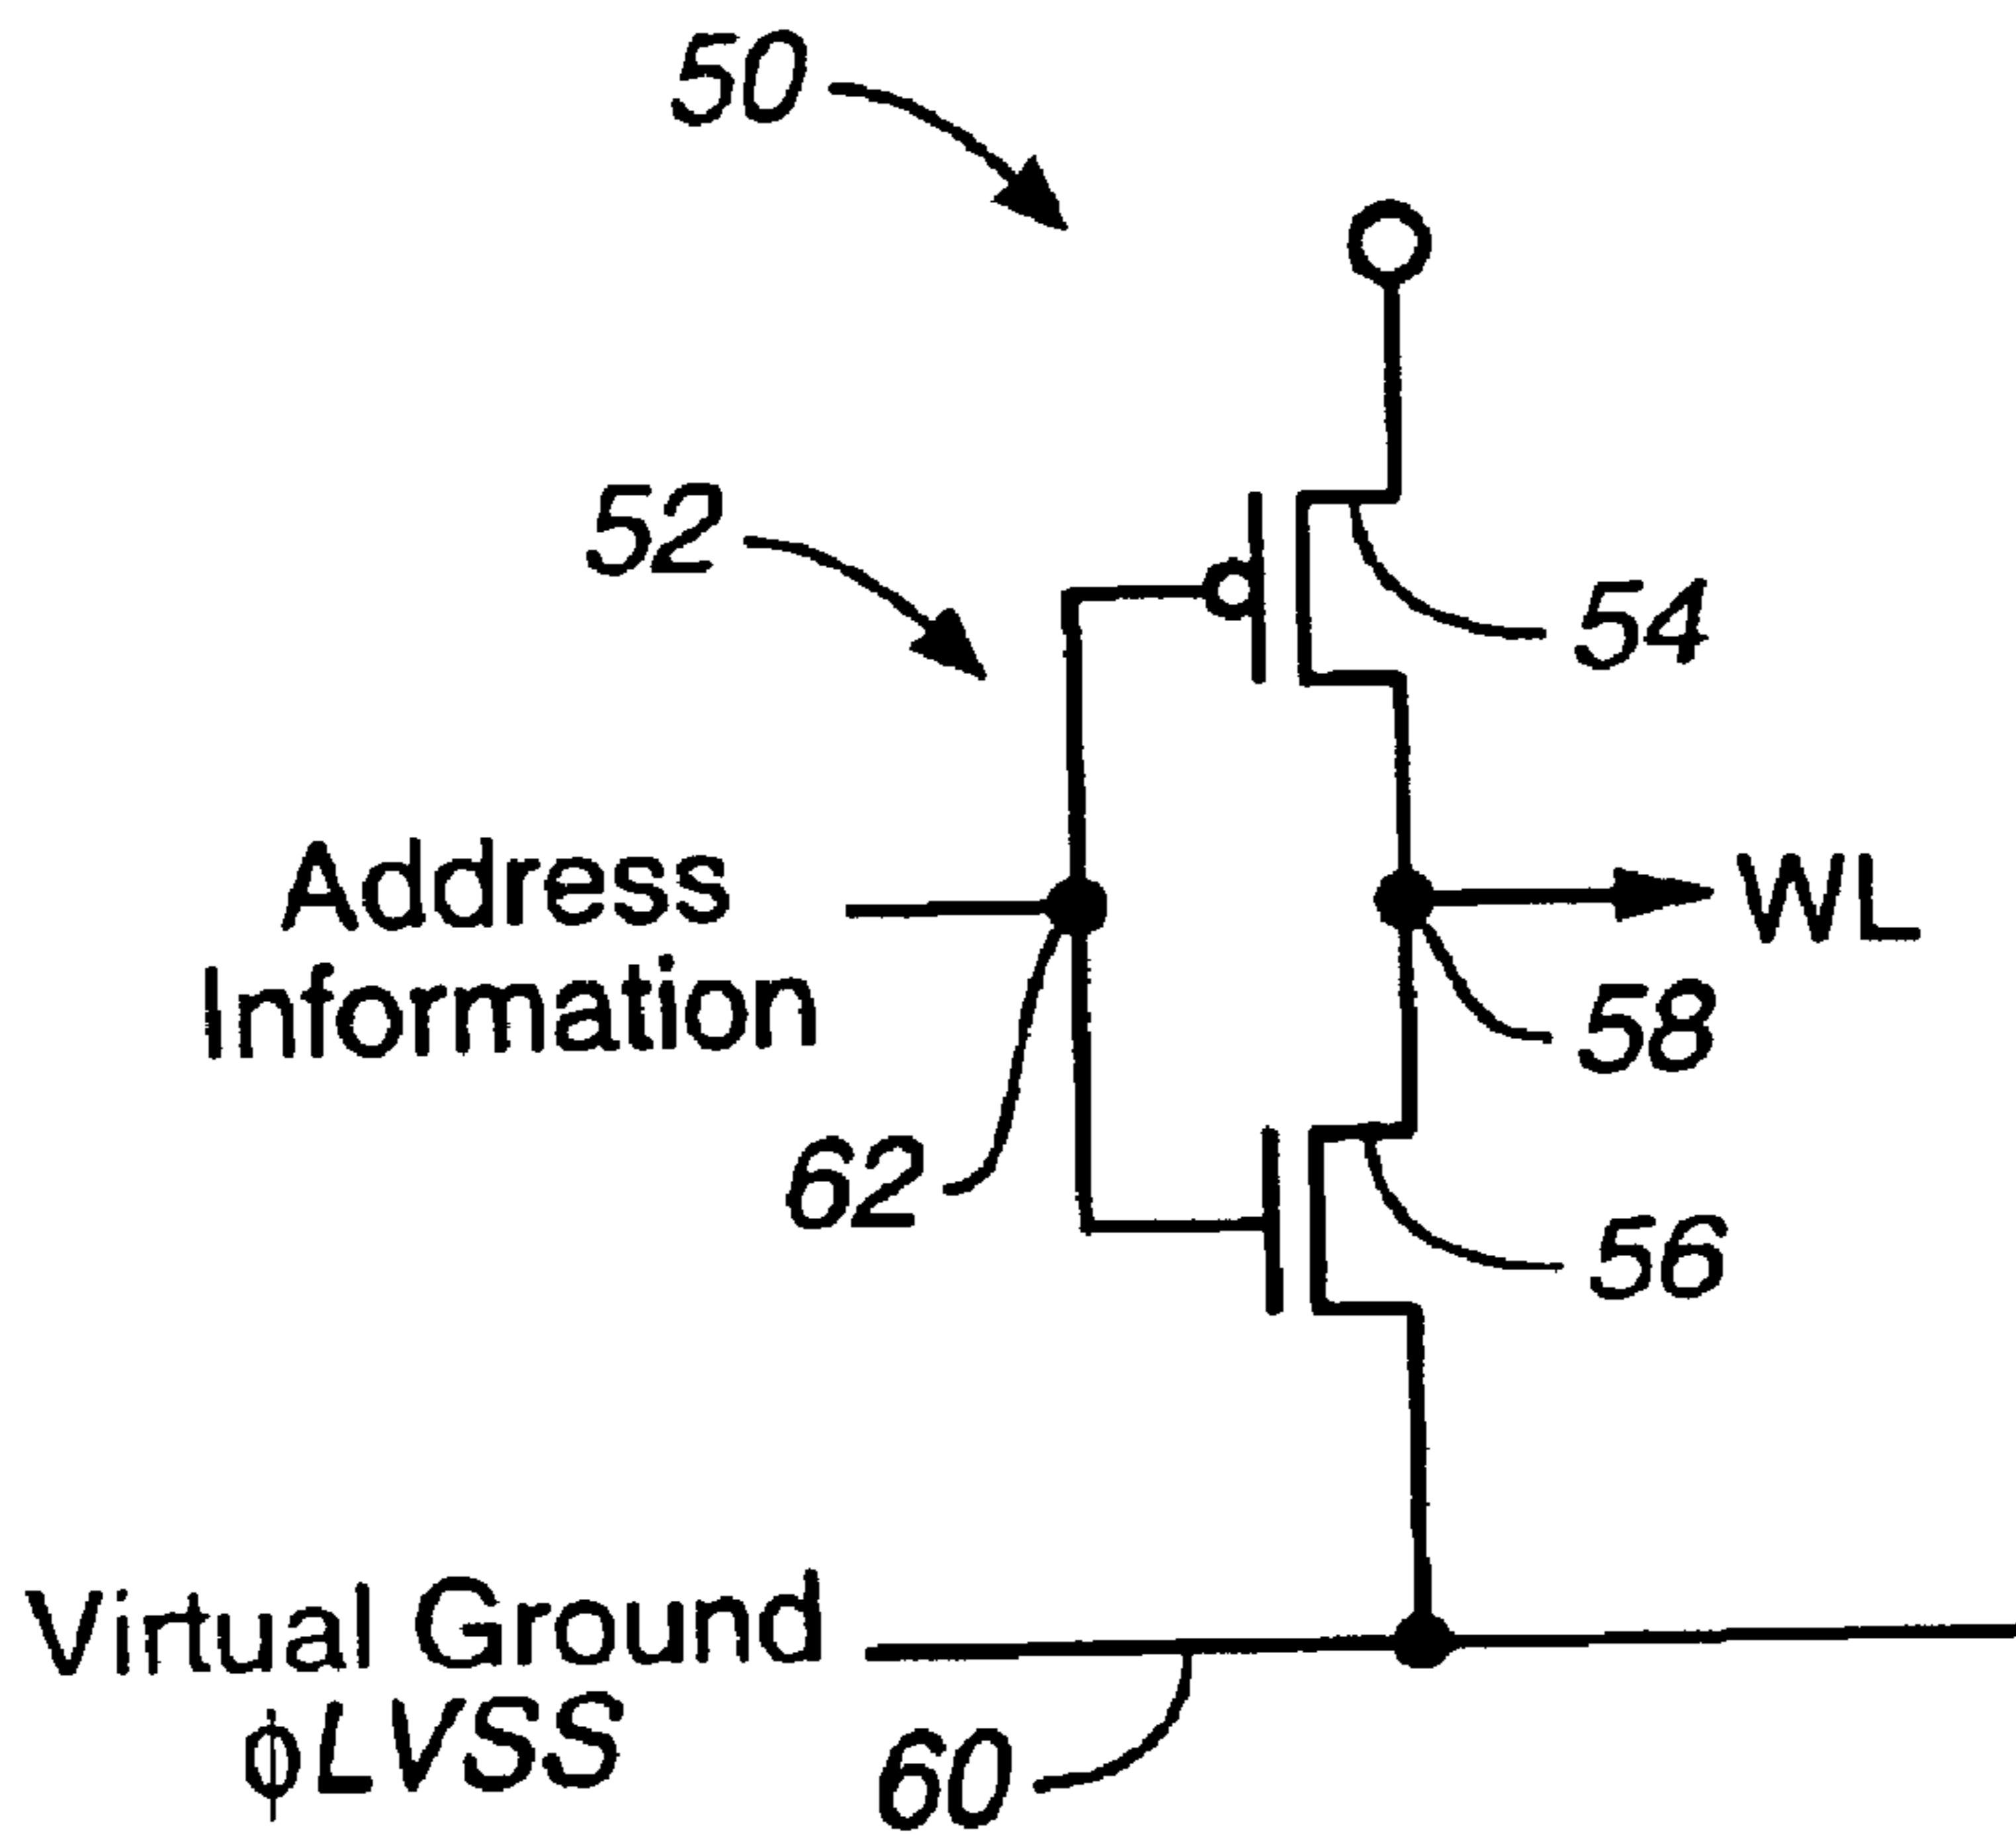 50
52
54
Address
Information
WL
58
62
56
Virtual Ground
ϕLVSS
60